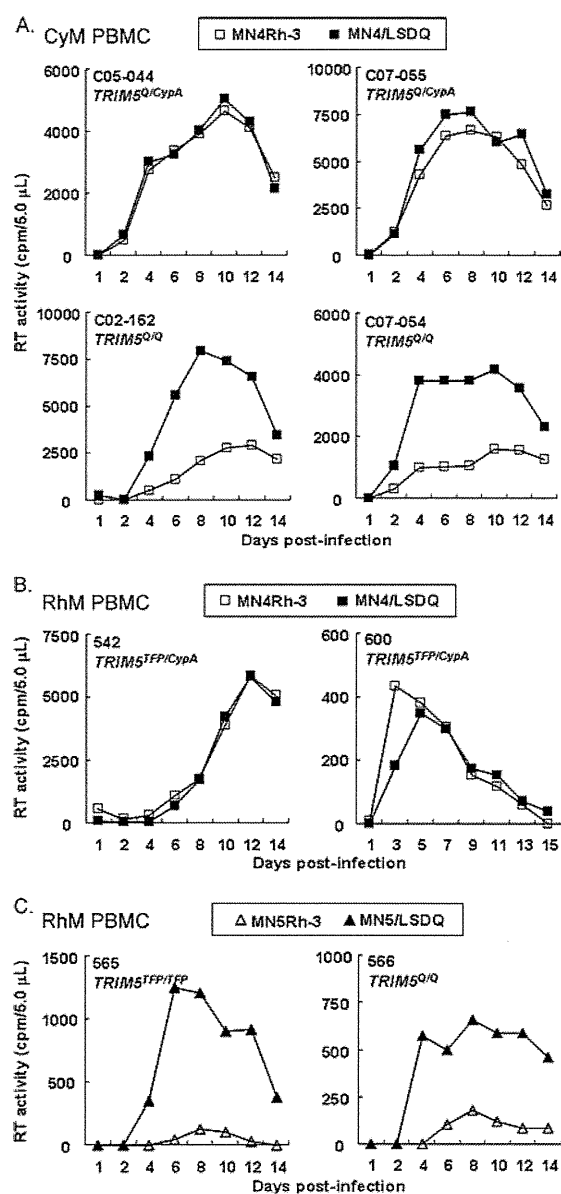 A. CyM PBMC
MN4Rh-3 MN4/LSDQ
RT activity (cpm/5.0 µL)
C05-044
TRIM5Q/CypA
6000
4000
2000
0
1 2 4 6 8 10 12 14
C07-055
TRIM5Q/CypA
10000
7500
5000
2500
0
1 2 4 6 8 10 12 14
C02-162
TRIM5Q/Q
10000
7500
5000
2500
0
1 2 4 6 8 10 12 14
C07-054
TRIM5Q/Q
6000
4000
2000
0
1 2 4 6 8 10 12 14
Days post-infection
B. RhM PBMC
MN4Rh-3 MN4/LSDQ
RT activity (cpm/5.0 µL)
542
TRIM5TFP/CypA
7500
5000
2500
0
1 2 4 6 8 10 12 14
600
TRIM5TFP/CypA
600
400
200
0
1 3 5 7 9 11 13 15
Days post-infection
C. RhM PBMC
MN5Rh-3 MN5/LSDQ
RT activity (cpm/5.0 µL)
565
TRIM5TFP/TFP
1500
1000
500
0
1 2 4 6 8 10 12 14
566
TRIM5Q/Q
1000
750
500
250
0
1 2 4 6 8 10 12 14
Days post-infection